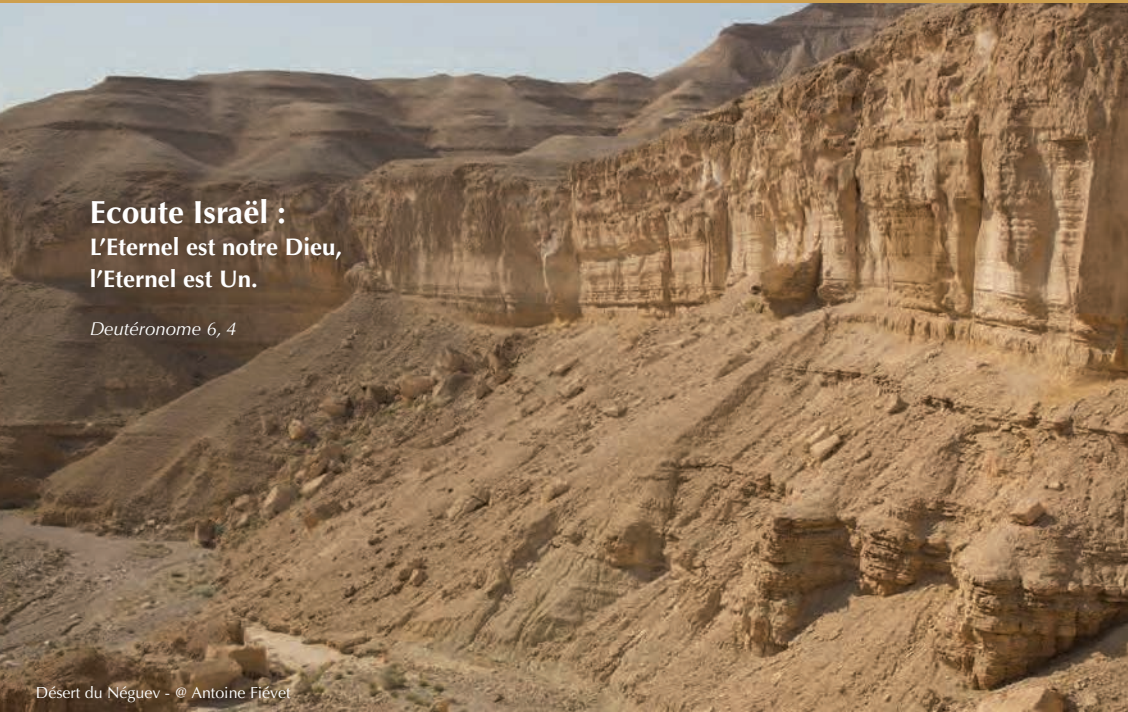 Ecoute Israël :
L’Eternel est notre Dieu,
l’Eternel est Un.
Deutéronome 6, 4
Désert du Néguev - @ Antoine Fiévet